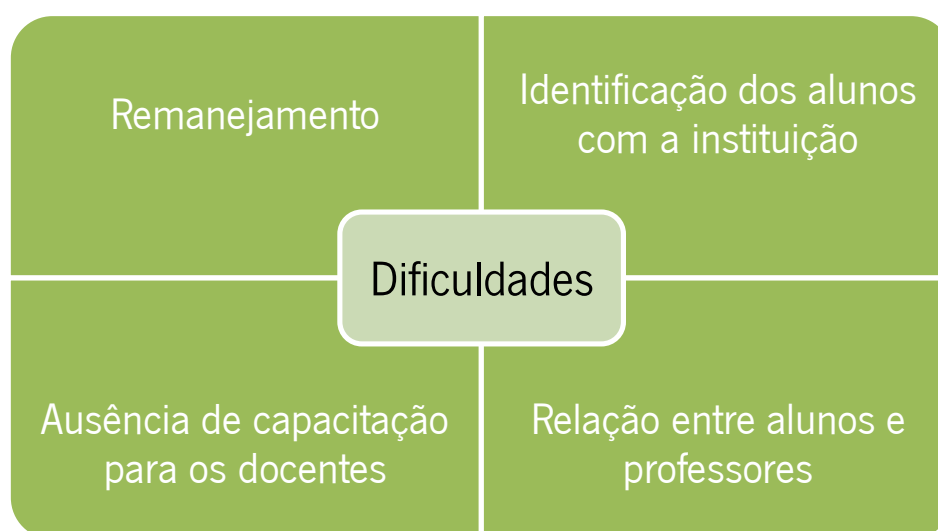 Remanejamento
Identificação dos alunos
com a instituição
Dificuldades
Ausência de capacitação
para os docentes
Relação entre alunos e
professores